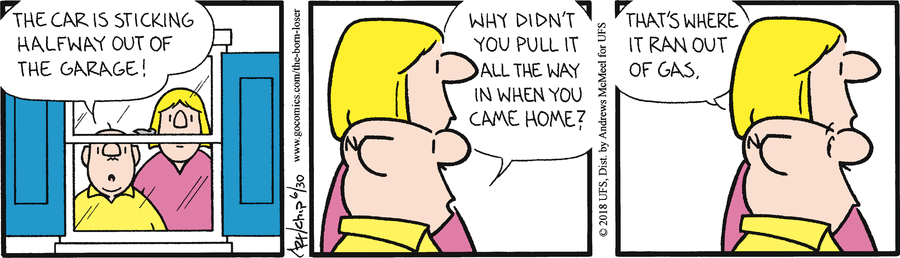 THE CAR IS STICKING
HALFWAY OUT OF
THE GARAGE!
www.gocomics.com/the-born-loser
ART/CHIP 6/30
WHY DIDN'T
YOU PULL IT
ALL THE WAY
IN WHEN YOU
CAME HOME?
© 2018 UFS, Dist. by Andrews McMeel for UFS
THAT'S WHERE
IT RAN OUT
OF GAS.